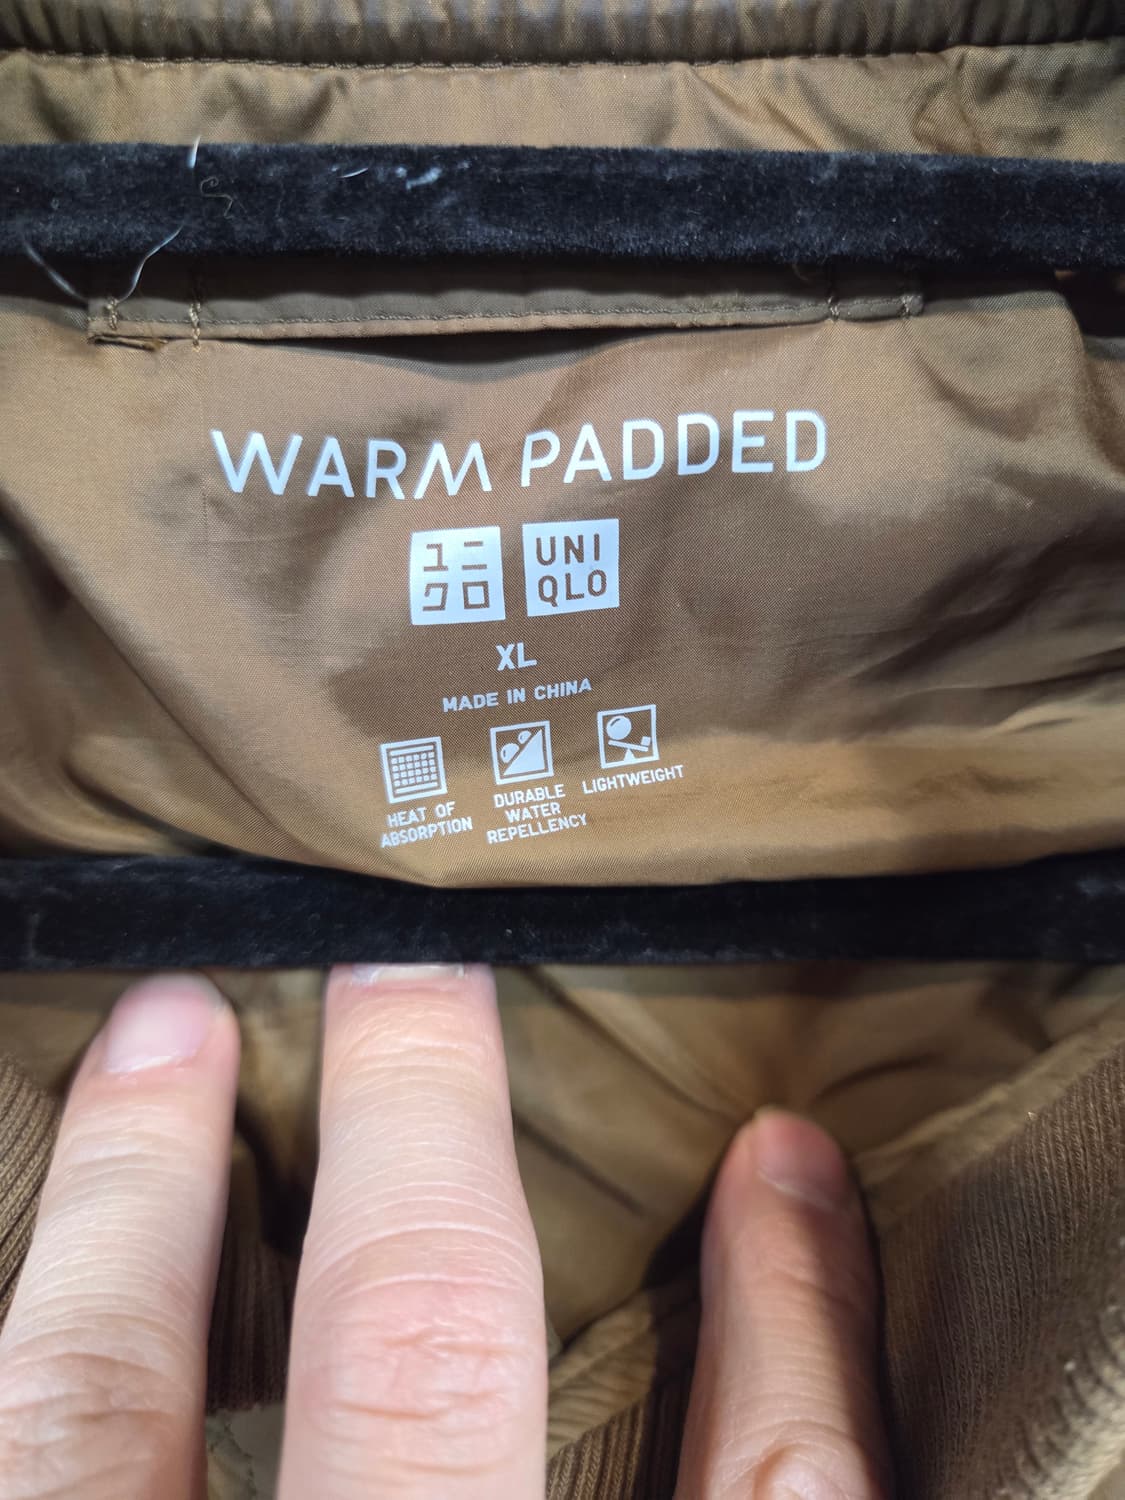 WARM PADDED
ユニ
クロ
UNI
QLO
XL
MADE IN CHINA
HEAT OF
ABSORPTION
DURABLE
WATER
REPELLENCY
LIGHTWEIGHT